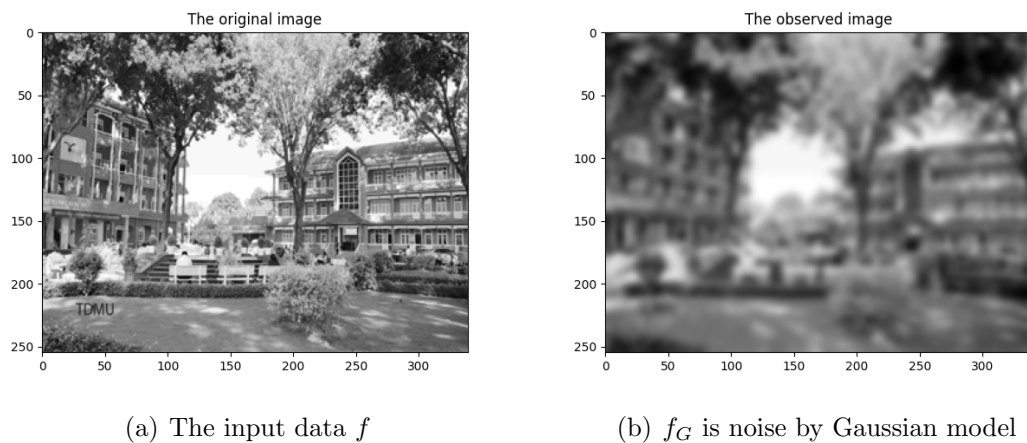 The original image
The observed image
0
50
100
150
200
250
0 50 100 150 200 250 300
TDMU
0
50
100
150
200
250
0 50 100 150 200 250 300
(a) The input data f
(b) f_G is noise by Gaussian model